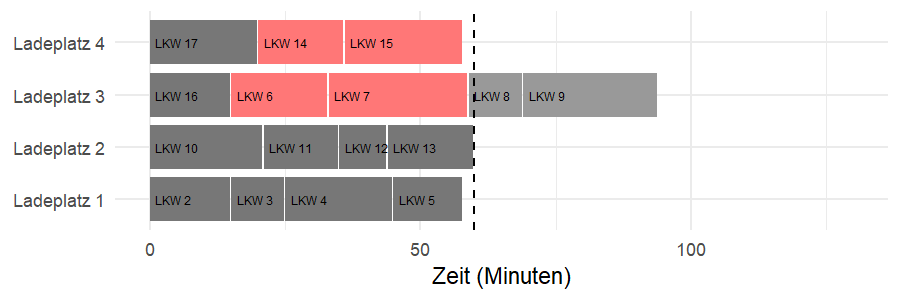 Ladeplatz 4 LKW 17 LKW 14 LKW 15
Ladeplatz 3 LKW 16 LKW 6 LKW 7 LKW 8 LKW 9
Ladeplatz 2 LKW 10 LKW 11 LKW 12 LKW 13
Ladeplatz 1 LKW 2 LKW 3 LKW 4 LKW 5
0 50 100
Zeit (Minuten)